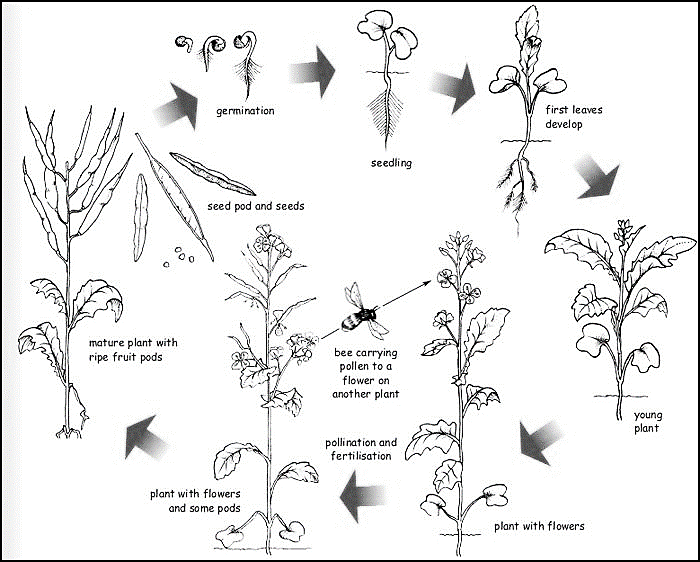 germination
seedling
first leaves
develop
seed pod and seeds
mature plant with
ripe fruit pods
bee carrying
pollen to a
flower on
another plant
young
plant
pollination and
fertilisation
plant with flowers
and some pods
plant with flowers